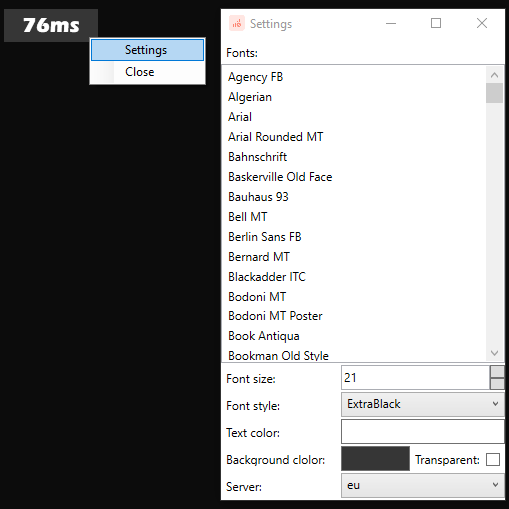 76ms
Settings
Close
Settings
Fonts:
Agency FB
Algerian
Arial
Arial Rounded MT
Bahnschrift
Baskerville Old Face
Bauhaus 93
Bell MT
Berlin Sans FB
Bernard MT
Blackadder ITC
Bodoni MT
Bodoni MT Poster
Book Antiqua
Bookman Old Style
Font size: 21
Font style: ExtraBlack
Text color:
Background clolor: Transparent:
Server: eu